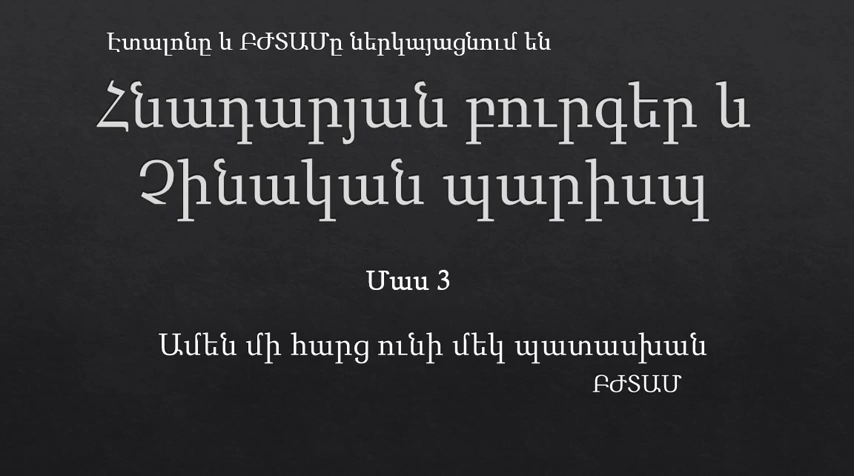 Էտալոնը և ԲԺՏԱՄը ներկայացնում են
Հնադարյան բուրգեր և
Չինական պարիսպ
Մաս 3
Ամեն մի հարց ունի մեկ պատասխան
ԲԺՏԱՄ